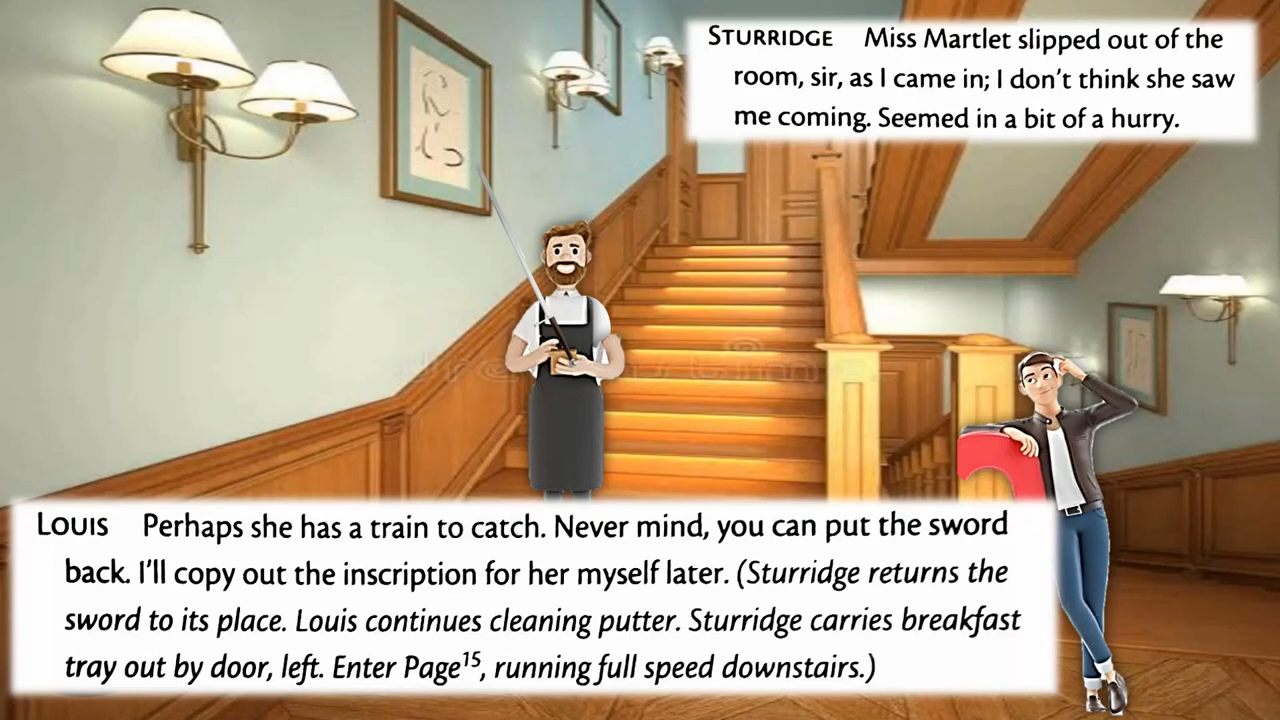 STURRIDGE Miss Martlet slipped out of the
room, sir, as I came in; I don't think she saw
me coming. Seemed in a bit of a hurry.
LOUIS Perhaps she has a train to catch. Never mind, you can put the sword
back. I'll copy out the inscription for her myself later. (Sturridge returns the
sword to its place. Louis continues cleaning putter. Sturridge carries breakfast
tray out by door, left. Enter Page15, running full speed downstairs.)